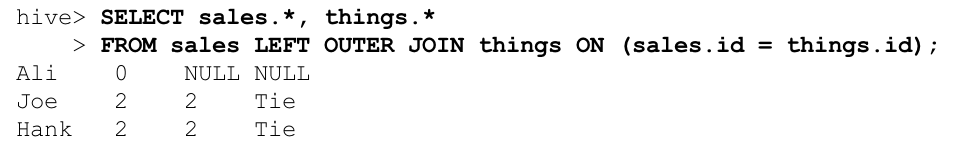 hive> SELECT sales.*, things.*
    > FROM sales LEFT OUTER JOIN things ON (sales.id = things.id);
Ali    0    NULL NULL
Joe    2    2    Tie
Hank   2    2    Tie